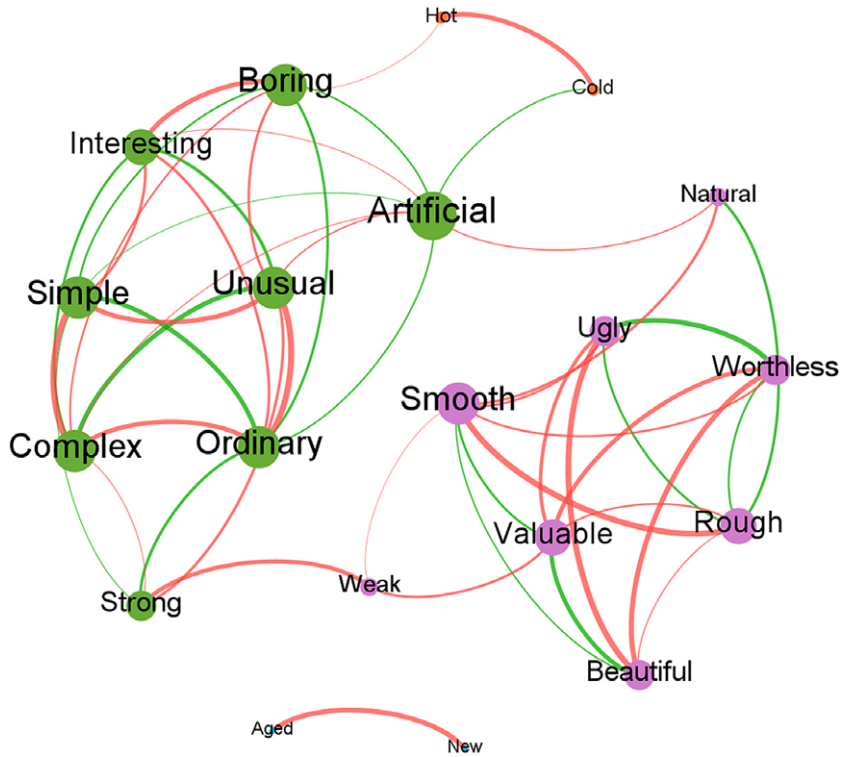 Hot
Boring
Cold
Interesting
Natural
Artificial
Simple
Unusual
Ugly
Worthless
Smooth
Complex
Ordinary
Valuable
Rough
Weak
Strong
Beautiful
Aged
New